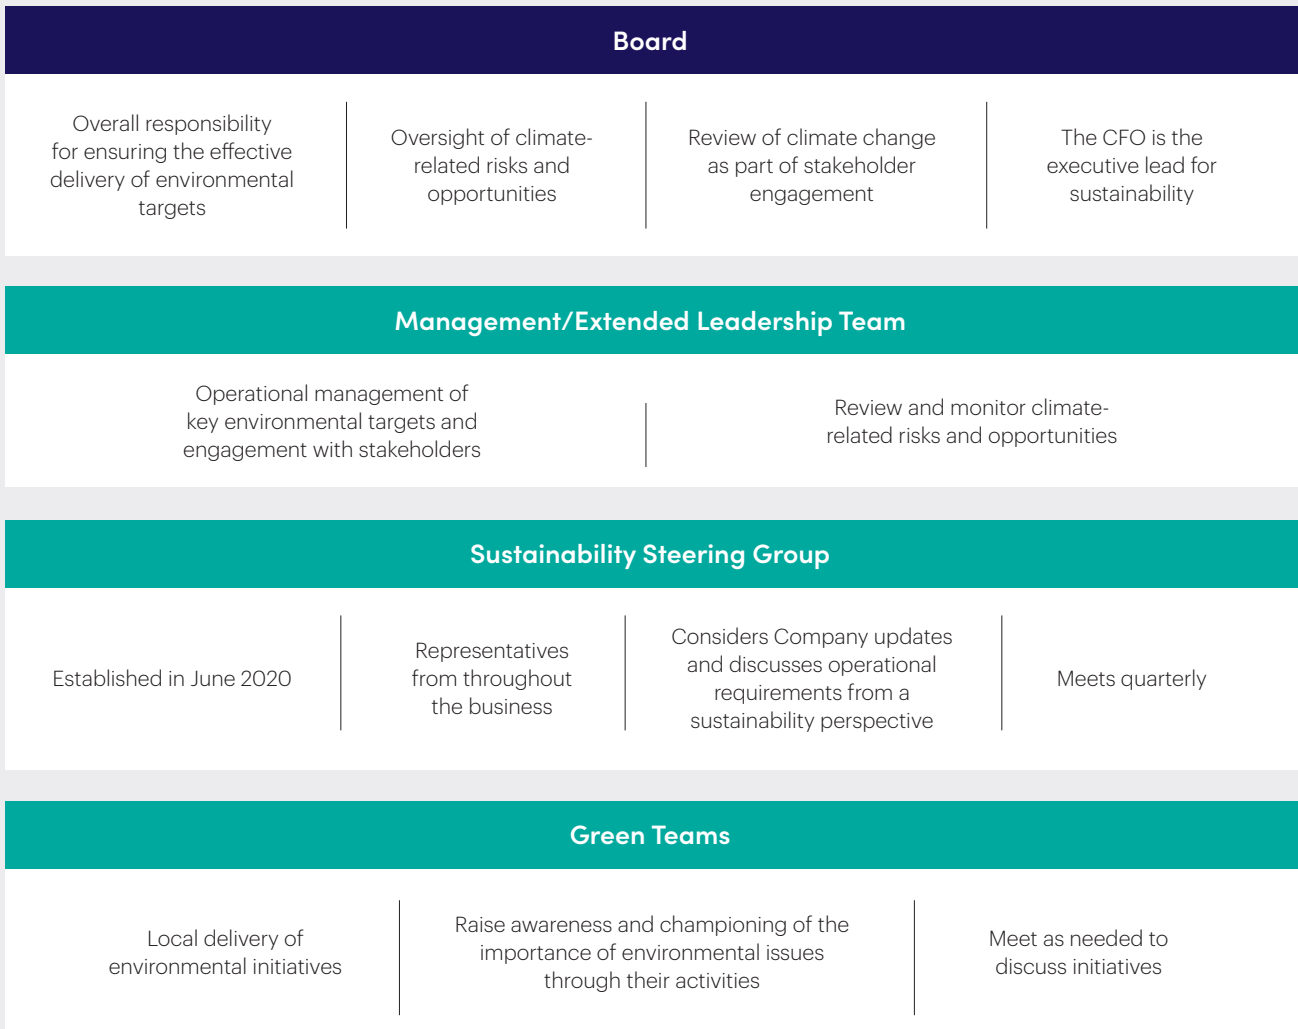 Board
Overall responsibility
for ensuring the effective
delivery of environmental
targets
Oversight of climate-
related risks and
opportunities
Review of climate change
as part of stakeholder
engagement
The CFO is the
executive lead for
sustainability
Management/Extended Leadership Team
Operational management of
key environmental targets and
engagement with stakeholders
Review and monitor climate-
related risks and opportunities
Sustainability Steering Group
Established in June 2020
Representatives
from throughout
the business
Considers Company updates
and discusses operational
requirements from a
sustainability perspective
Meets quarterly
Green Teams
Local delivery of
environmental initiatives
Raise awareness and championing of the
importance of environmental issues
through their activities
Meet as needed to
discuss initiatives